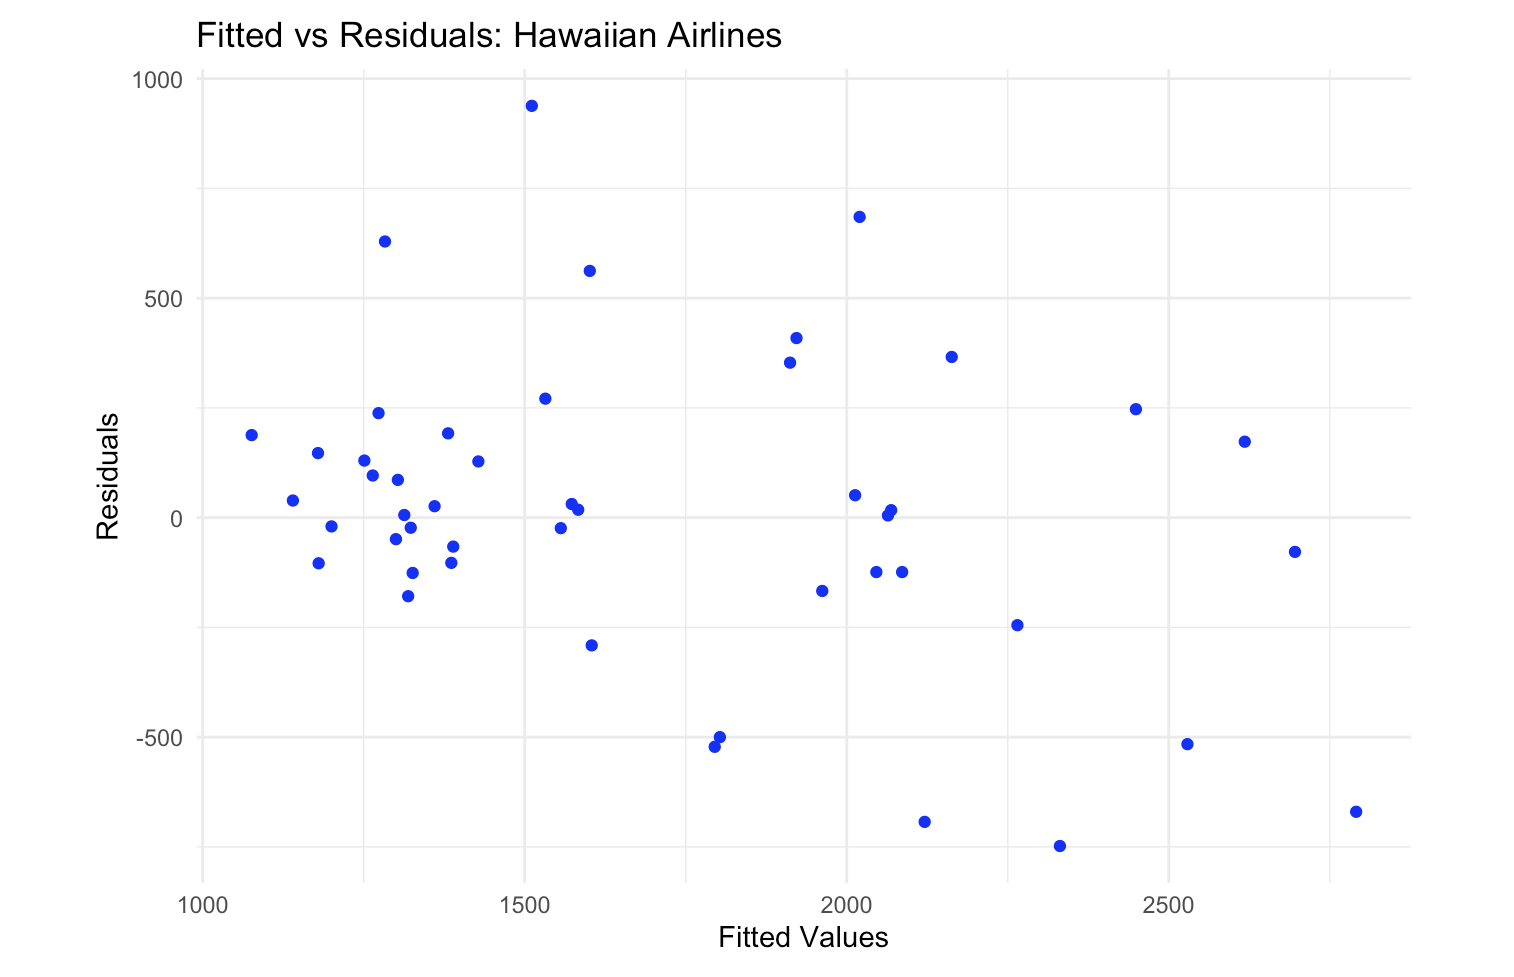 Fitted vs Residuals: Hawaiian Airlines
1000
500
0
-500
Residuals
1000 1500 2000 2500
Fitted Values